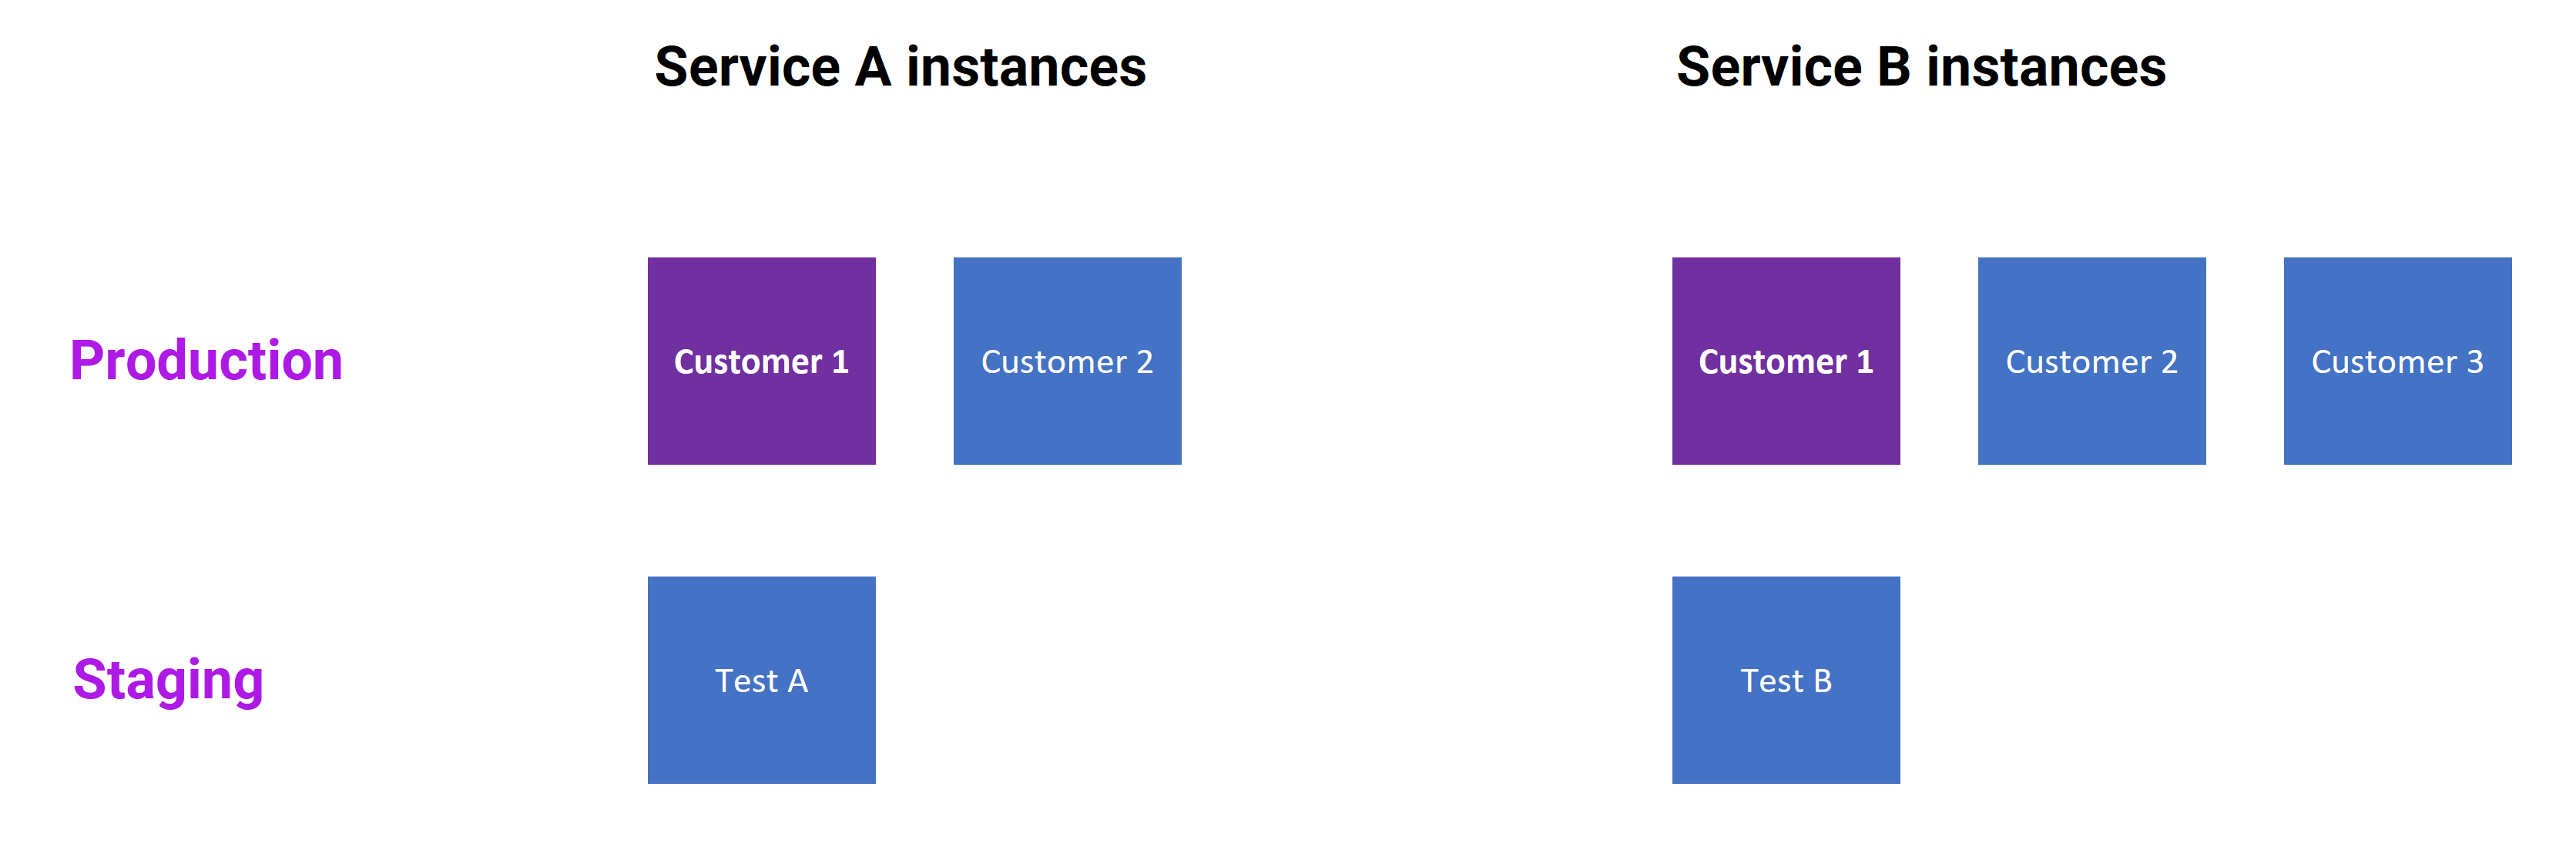 Service A instances
Service B instances
Production
Customer 1
Customer 2
Customer 1
Customer 2
Customer 3
Staging
Test A
Test B